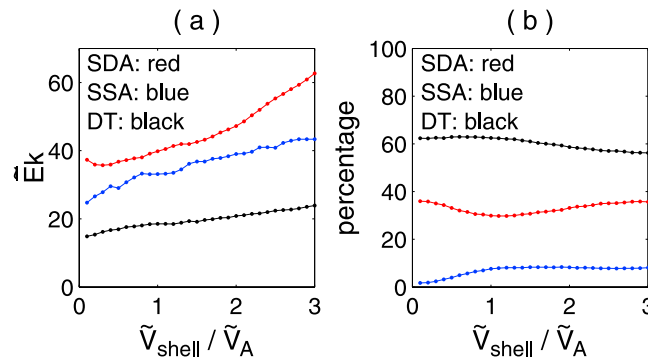 ( a )
SDA: red
SSA: blue
DT: black
60
40
20
0
Ẽk
0 1 2 3
Ṽshell / ṼA
( b )
SDA: red
SSA: blue
DT: black
100
80
60
40
20
0
percentage
0 1 2 3
Ṽshell / ṼA